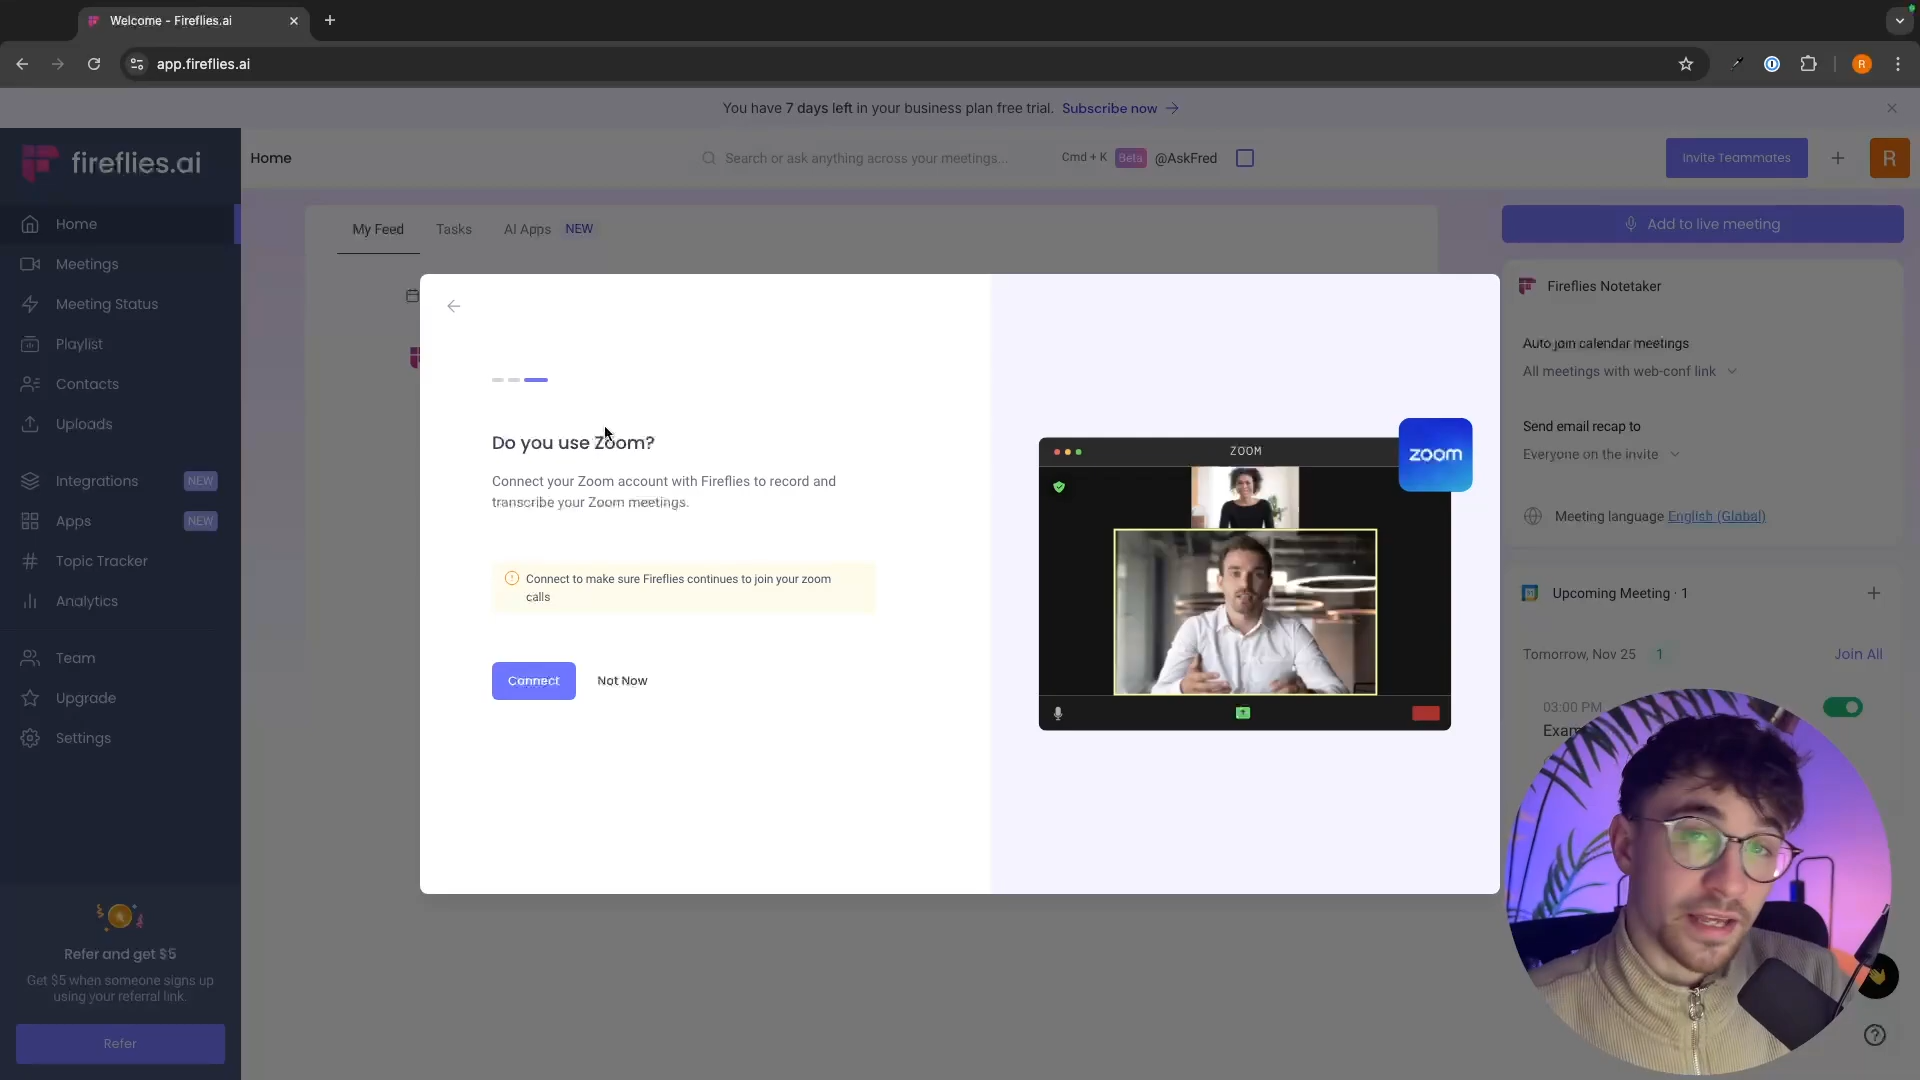 Welcome - Fireflies.ai
app.fireflies.ai
R
You have 7 days left in your business plan free trial. Subscribe now
fireflies.ai
Home
Search or ask anything across your meetings...
Cmd + K
Beta
@AskFred
Invite Teammates
R
Home
Meetings
Meeting Status
Playlist
Contacts
Uploads
Integrations NEW
Apps NEW
Topic Tracker
Analytics
Team
Upgrade
Settings
Refer and get $5
Get $5 when someone signs up
using your referral link.
Refer
My Feed
Tasks
AI Apps NEW
Do you use Zoom?
Connect your Zoom account with Fireflies to record and
transcribe your Zoom meetings.
Connect to make sure Fireflies continues to join your zoom
calls
Connect
Not Now
ZOOM
zoom
Add to live meeting
Fireflies Notetaker
Auto join calendar meetings
All meetings with web-conf link
Send email recap to
Everyone on the invite
Meeting language English (Global)
Upcoming Meeting · 1
Tomorrow, Nov 25 1
Join All
03:00 PM